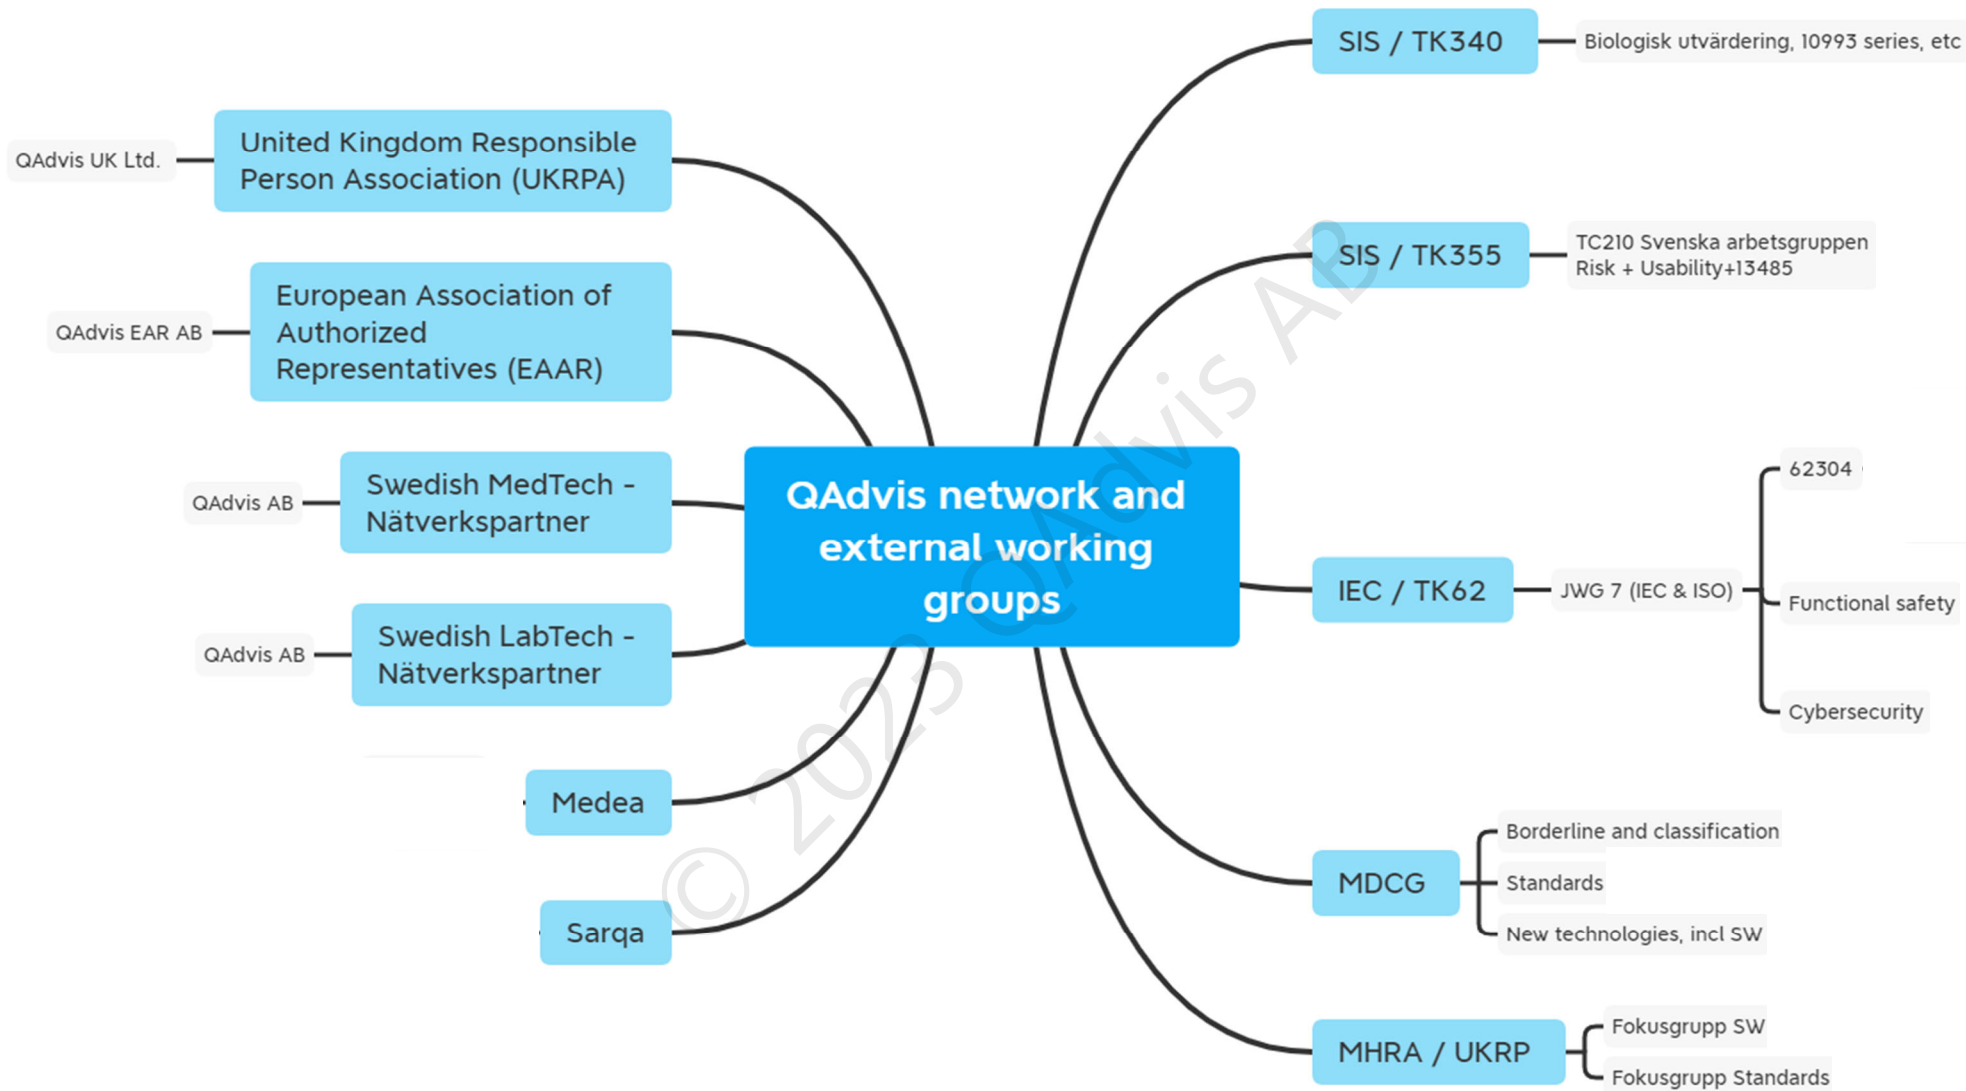 QAdvis network and
external working
groups
United Kingdom Responsible
Person Association (UKRPA)
QAdvis UK Ltd.
European Association of
Authorized
Representatives (EAAR)
QAdvis EAR AB
Swedish MedTech -
Nätverkspartner
QAdvis AB
Swedish LabTech -
Nätverkspartner
QAdvis AB
Medea
Sarqa
SIS / TK340
Biologisk utvärdering, 10993 series, etc
SIS / TK355
TC210 Svenska arbetsgruppen
Risk + Usability+13485
IEC / TK62
JWG 7 (IEC & ISO)
62304
Functional safety
Cybersecurity
MDCG
Borderline and classification
Standards
New technologies, incl SW
MHRA / UKRP
Fokusgrupp SW
Fokusgrupp Standards
© 2023 QAdvis AB